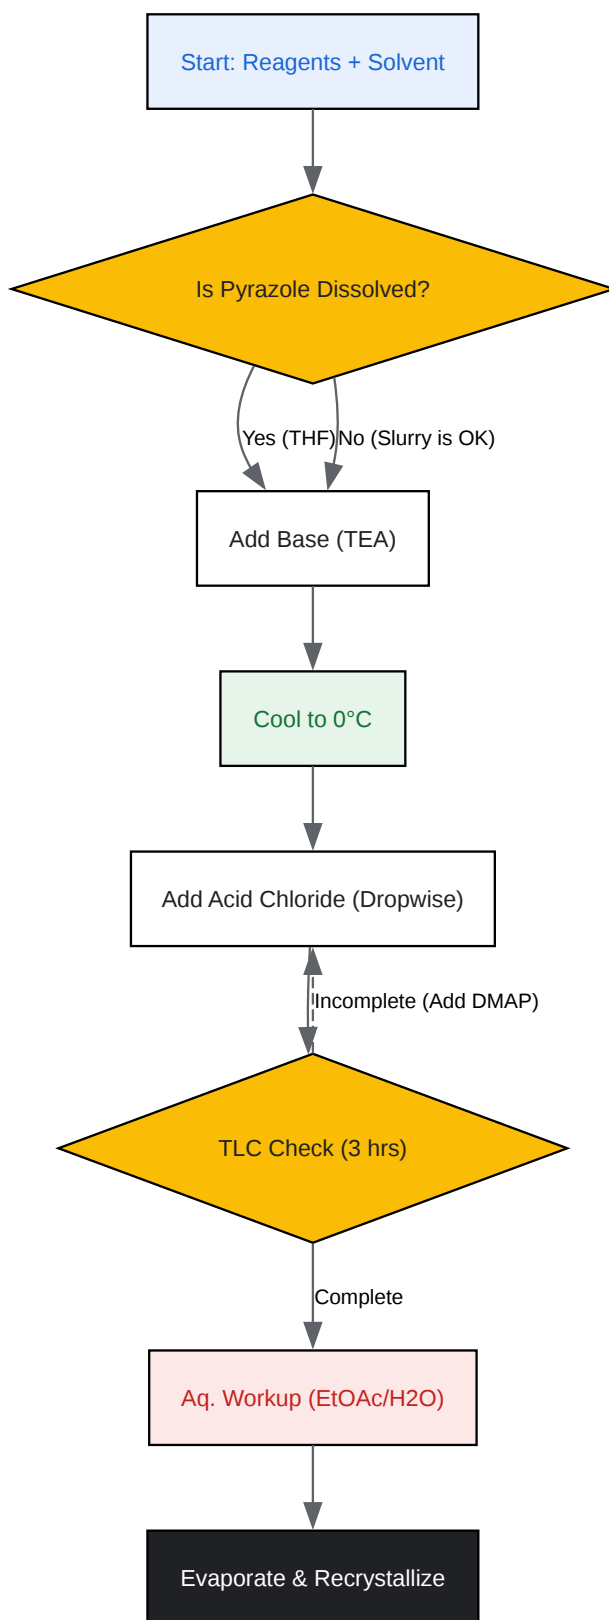 Start: Reagents + Solvent
Is Pyrazole Dissolved?
Yes (THF)
No (Slurry is OK)
Add Base (TEA)
Cool to 0°C
Add Acid Chloride (Dropwise)
Incomplete (Add DMAP)
TLC Check (3 hrs)
Complete
Aq. Workup (EtOAc/H2O)
Evaporate & Recrystallize